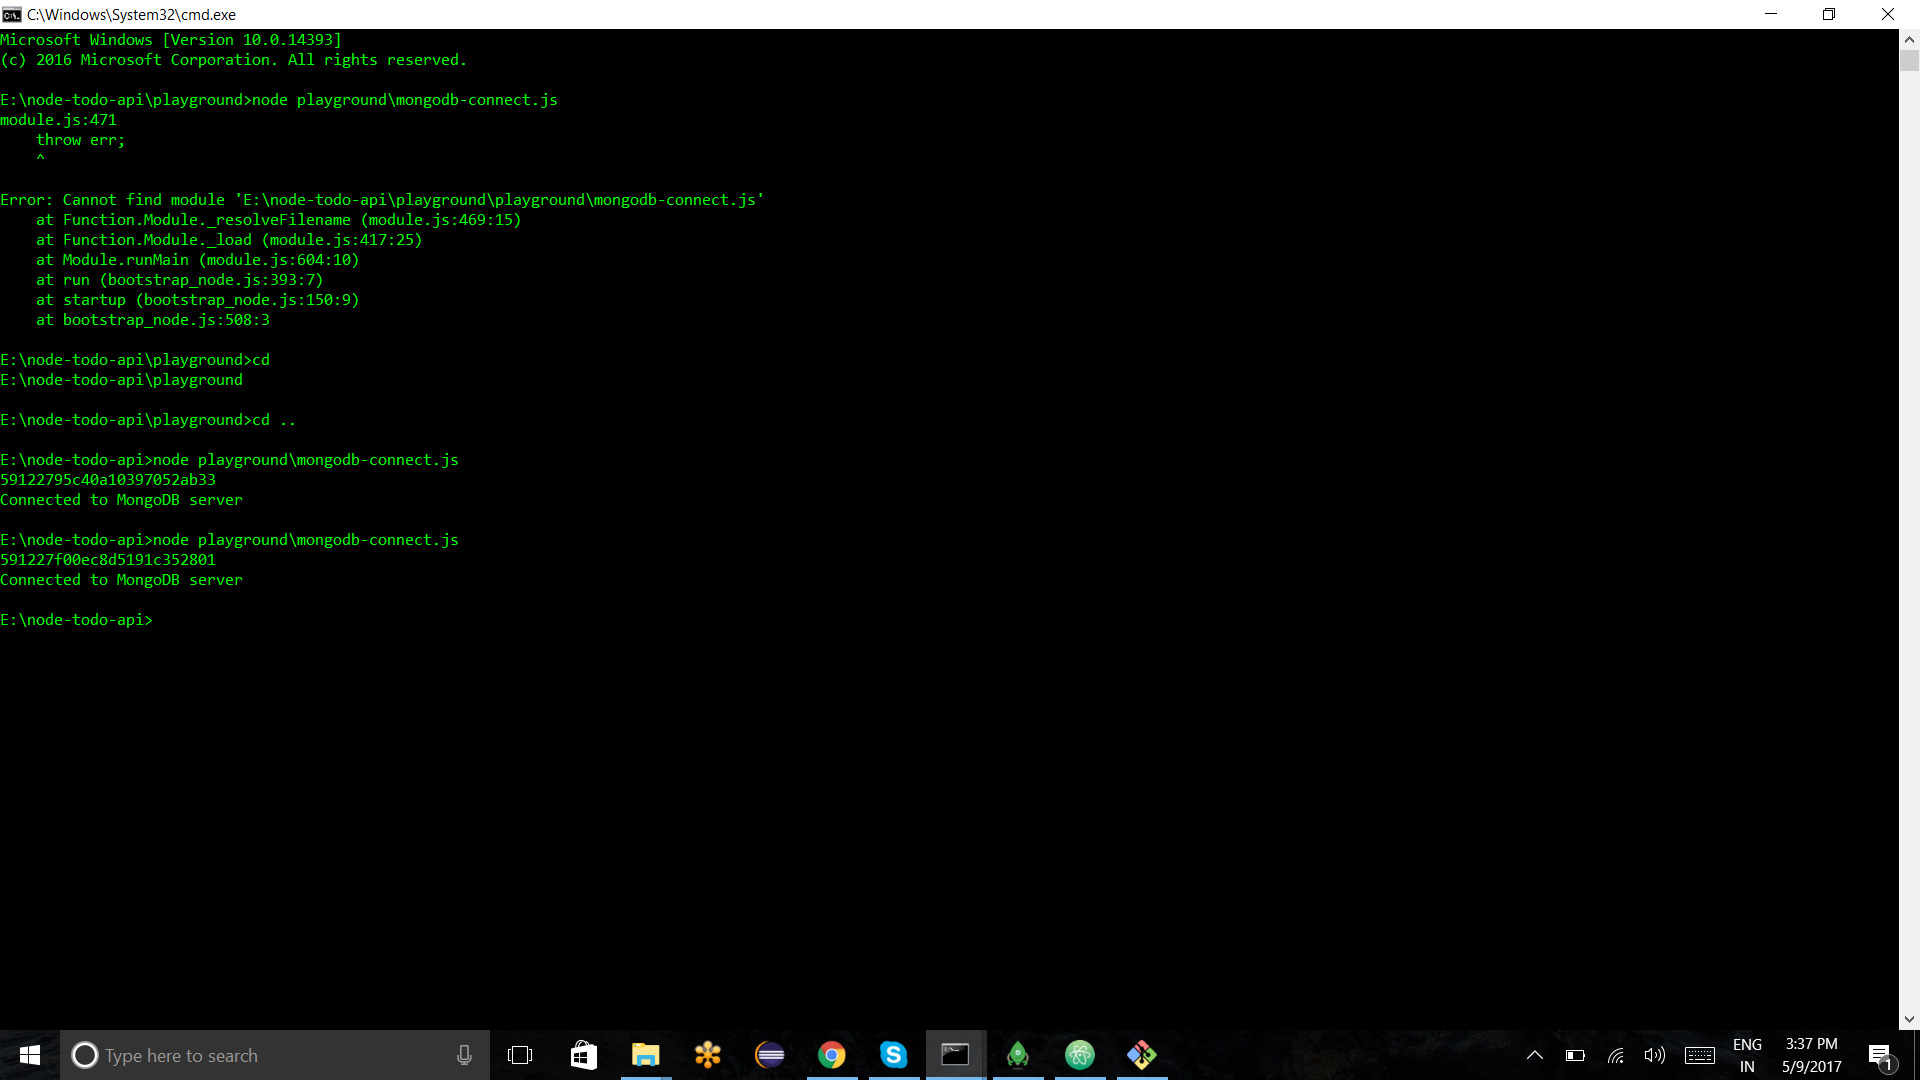 C:\Windows\System32\cmd.exe
Microsoft Windows [Version 10.0.14393]
(c) 2016 Microsoft Corporation. All rights reserved.
E:\node-todo-api\playground>node playground\mongodb-connect.js
module.js:471
    throw err;
    ^
Error: Cannot find module 'E:\node-todo-api\playground\playground\mongodb-connect.js'
    at Function.Module._resolveFilename (module.js:469:15)
    at Function.Module._load (module.js:417:25)
    at Module.runMain (module.js:604:10)
    at run (bootstrap_node.js:393:7)
    at startup (bootstrap_node.js:150:9)
    at bootstrap_node.js:508:3
E:\node-todo-api\playground>cd
E:\node-todo-api\playground
E:\node-todo-api\playground>cd ..
E:\node-todo-api>node playground\mongodb-connect.js
59122795c40a10397052ab33
Connected to MongoDB server
E:\node-todo-api>node playground\mongodb-connect.js
591227f00ec8d5191c352801
Connected to MongoDB server
E:\node-todo-api>
Type here to search
ENG
IN
3:37 PM
5/9/2017
1